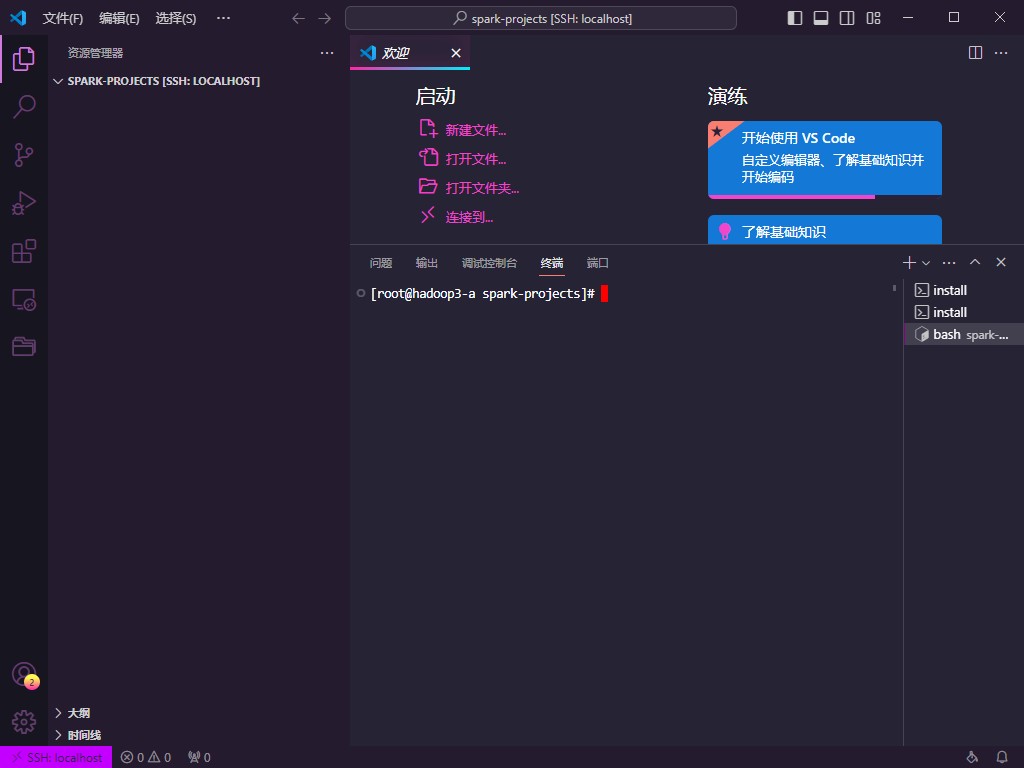 文件(F) 编辑(E) 选择(S) ··· spark-projects [SSH: localhost]
资源管理器 ···
SPARK-PROJECTS [SSH: LOCALHOST]
欢迎
启动
新建文件...
打开文件...
打开文件夹...
连接到...
演练
开始使用 VS Code
自定义编辑器、了解基础知识并
开始编码
了解基础知识
问题 输出 调试控制台 终端 端口
[root@hadoop3-a spark-projects]#
install
install
bash spark-...
2
大纲
时间线
SSH: localhost 0 0 0